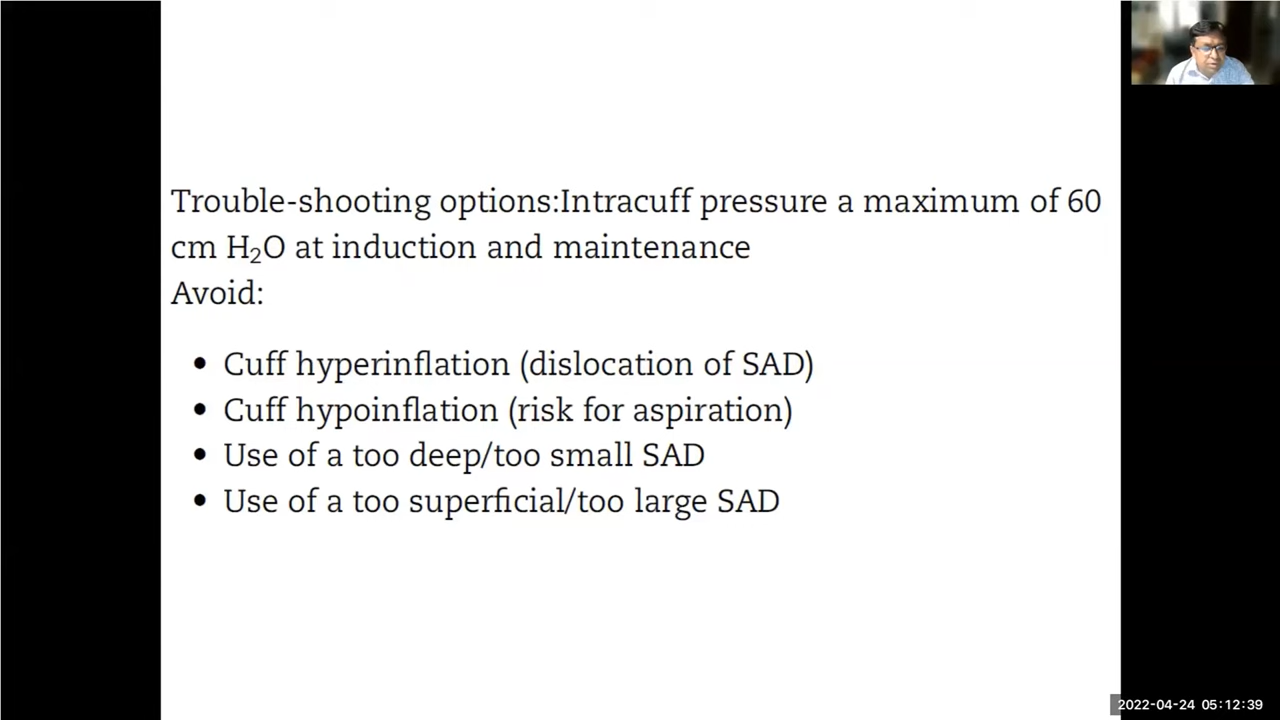 Trouble-shooting options:Intracuff pressure a maximum of 60
cm H₂O at induction and maintenance
Avoid:
• Cuff hyperinflation (dislocation of SAD)
• Cuff hypoinflation (risk for aspiration)
• Use of a too deep/too small SAD
• Use of a too superficial/too large SAD
2022-04-24 05:12:39